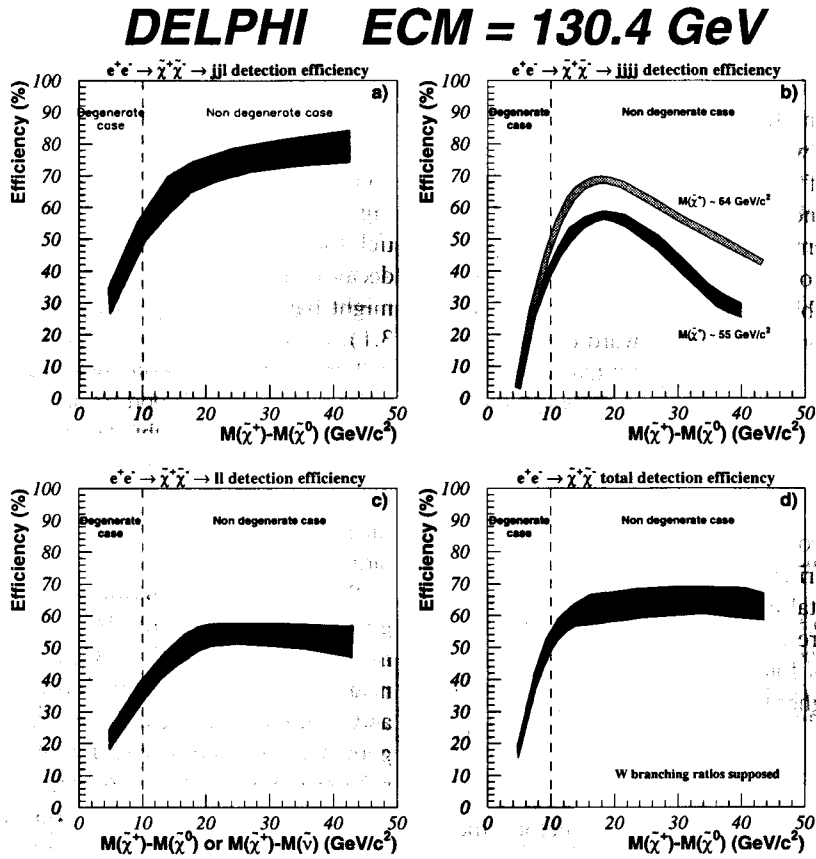 DELPHI ECM = 130.4 GeV
e⁺e⁻ → χ̃⁺χ̃⁻ → jjl detection efficiency
Efficiency (%)
100
90
80
70
60
50
40
30
20
10
0
a)
Degenerate case
Non degenerate case
0 10 20 30 40 50
M(χ̃⁺)-M(χ̃⁰) (GeV/c²)
e⁺e⁻ → χ̃⁺χ̃⁻ → jjjj detection efficiency
Efficiency (%)
100
90
80
70
60
50
40
30
20
10
0
b)
Degenerate case
Non degenerate case
M(χ̃⁺) ~ 64 GeV/c²
M(χ̃⁺) ~ 55 GeV/c²
0 10 20 30 40 50
M(χ̃⁺)-M(χ̃⁰) (GeV/c²)
e⁺e⁻ → χ̃⁺χ̃⁻ → ll detection efficiency
Efficiency (%)
100
90
80
70
60
50
40
30
20
10
0
c)
Degenerate case
Non degenerate case
0 10 20 30 40 50
M(χ̃⁺)-M(χ̃⁰) or M(χ̃⁺)-M(ν̃) (GeV/c²)
e⁺e⁻ → χ̃⁺χ̃⁻ total detection efficiency
Efficiency (%)
100
90
80
70
60
50
40
30
20
10
0
d)
Degenerate case
Non degenerate case
W branching ratios supposed
0 10 20 30 40 50
M(χ̃⁺)-M(χ̃⁰) (GeV/c²)